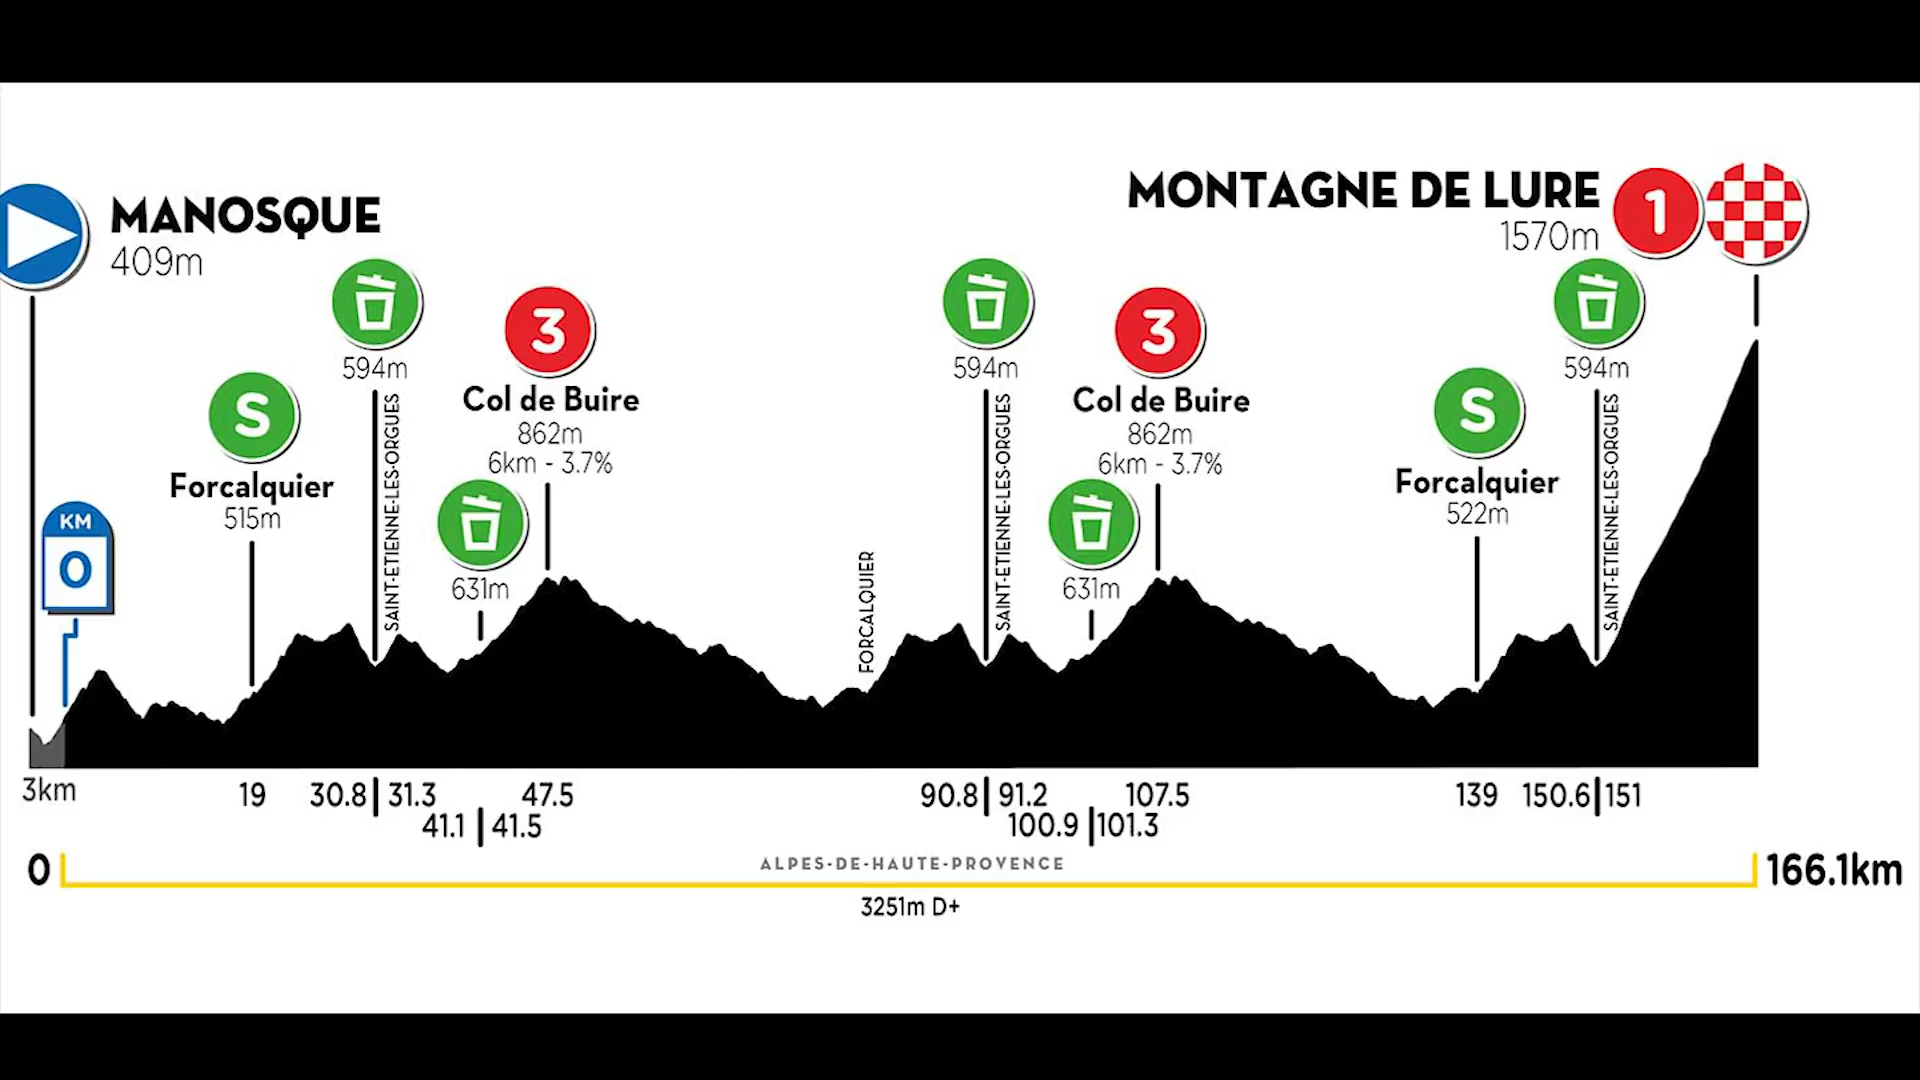 MONTAGNE DE LURE
1
1570m
MANOSQUE
409m
594m
3
Col de Buire
862m
6km - 3.7%
594m
3
Col de Buire
862m
6km - 3.7%
594m
S
Forcalquier
515m
SAINT-ETIENNE-LES-ORGUES
631m
FORCALQUIER
SAINT-ETIENNE-LES-ORGUES
631m
S
Forcalquier
522m
SAINT-ETIENNE-LES-ORGUES
KM
0
3km
19
30.8 31.3
47.5
90.8 91.2
107.5
139
150.6 151
41.1 41.5
100.9 101.3
ALPES-DE-HAUTE-PROVENCE
0
166.1km
3251m D+